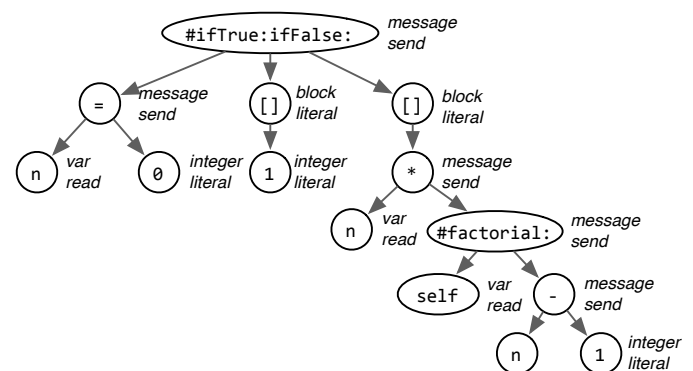 #ifTrue:ifFalse:
message
send
=
message
send
[]
block
literal
[]
block
literal
n
var
read
0
integer
literal
1
integer
literal
*
message
send
n
var
read
#factorial:
message
send
self
var
read
-
message
send
n
1
integer
literal